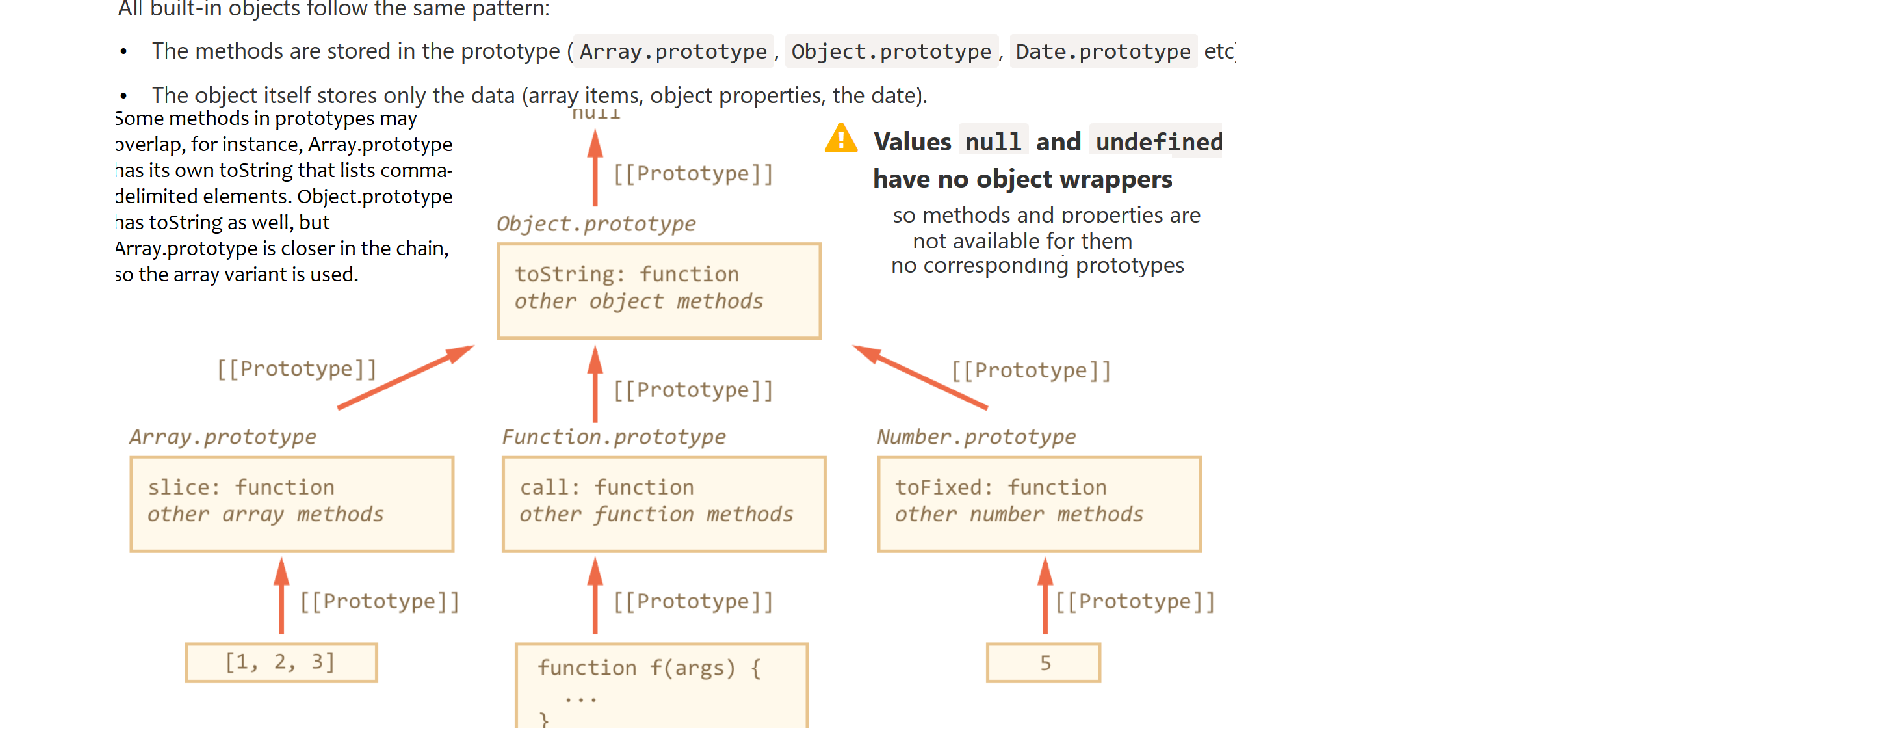 All built-in objects follow the same pattern:
• The methods are stored in the prototype ( Array.prototype , Object.prototype , Date.prototype etc)
• The object itself stores only the data (array items, object properties, the date).
Some methods in prototypes may
overlap, for instance, Array.prototype
has its own toString that lists comma-
delimited elements. Object.prototype
has toString as well, but
Array.prototype is closer in the chain,
so the array variant is used.
null
[[Prototype]]
Values null and undefined
have no object wrappers
so methods and properties are
not available for them
no corresponding prototypes
Object.prototype
toString: function
other object methods
[[Prototype]]
[[Prototype]]
[[Prototype]]
Array.prototype
slice: function
other array methods
Function.prototype
call: function
other function methods
Number.prototype
toFixed: function
other number methods
[[Prototype]]
[[Prototype]]
[[Prototype]]
[1, 2, 3]
function f(args) {
...
}
5